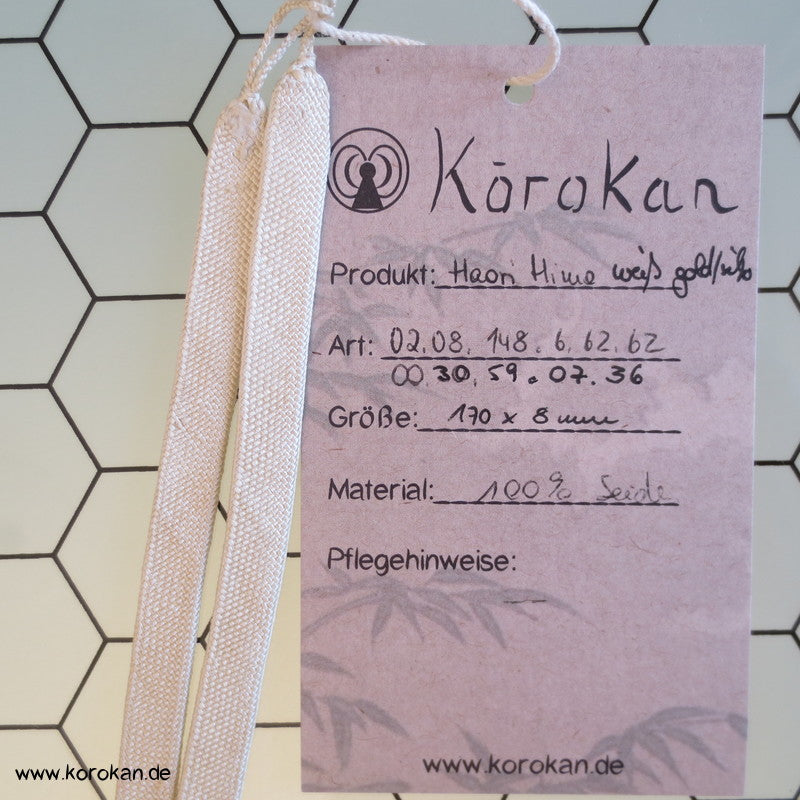 Kōrokan
Produkt: Haori Himo weiß gold/silb
Art: 02.08.148.6.62.62
00 30.59.07.36
Größe: 170 x 8 mm
Material: 100% Seide
Pflegehinweise:
www.korokan.de
www.korokan.de